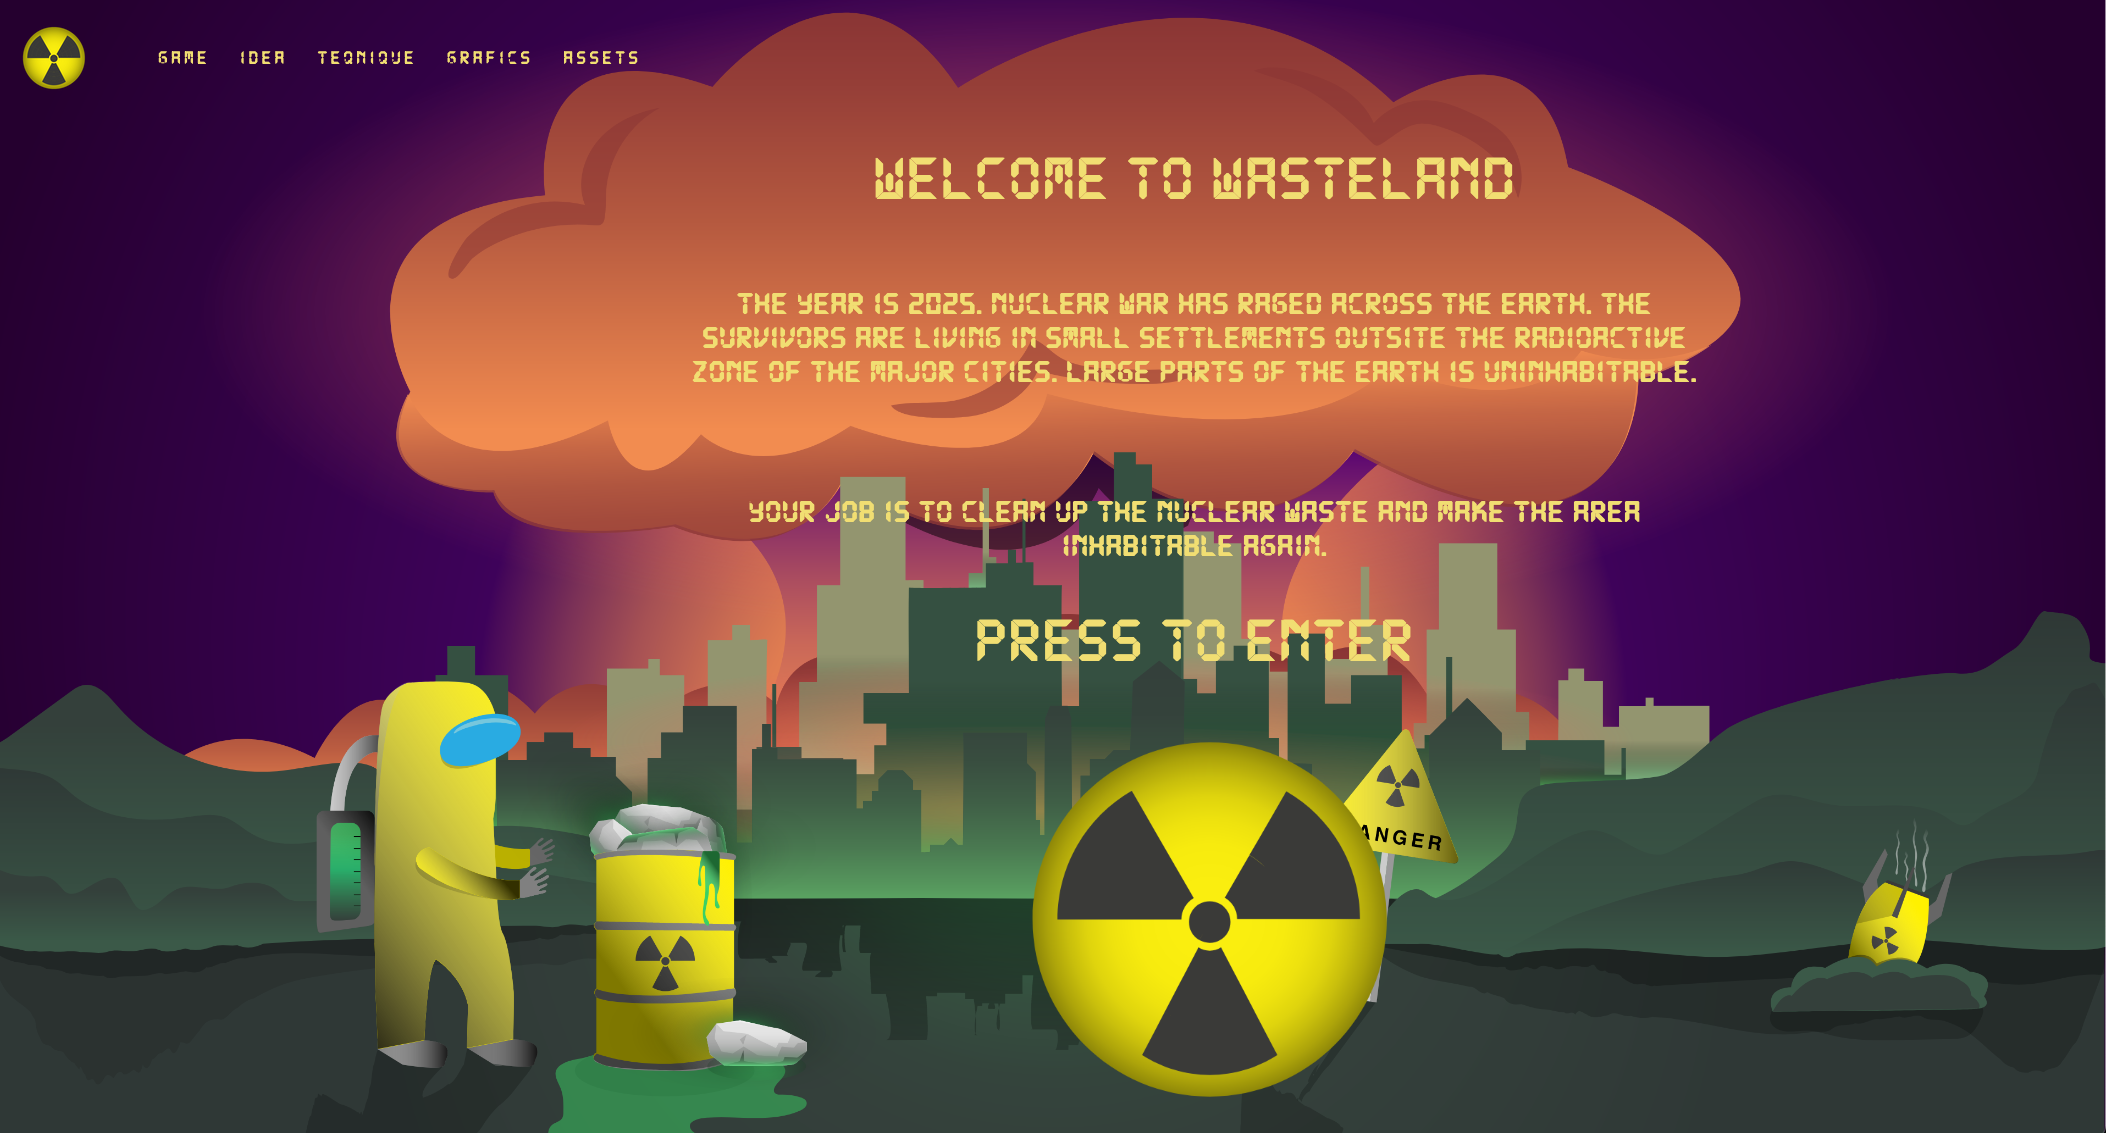 GAME IDEA TEQNIQUE GRAFICS ASSETS
WELCOME TO WASTELAND
THE YEAR IS 2025. NUCLEAR WAR HAS RAGED ACROSS THE EARTH. THE
SURVIVORS ARE LIVING IN SMALL SETTLEMENTS OUTSITE THE RADIOACTIVE
ZONE OF THE MAJOR CITIES. LARGE PARTS OF THE EARTH IS UNINHABITABLE.
YOUR JOB IS TO CLEAN UP THE NUCLEAR WASTE AND MAKE THE AREA
INHABITABLE AGAIN.
PRESS TO ENTER
ANGER